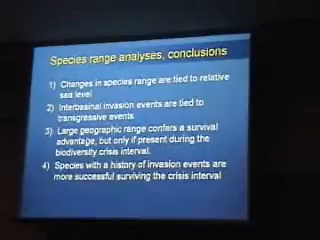 Species range analyses, conclusions
1) Changes in species range are tied to relative
sea level
2) Interbasinal invasion events are tied to
transgressive events
3) Large geographic range confers a survival
advantage, but only if present during the
biodiversity crisis interval.
4) Species with a history of invasion events are
more successful surviving the crisis interval